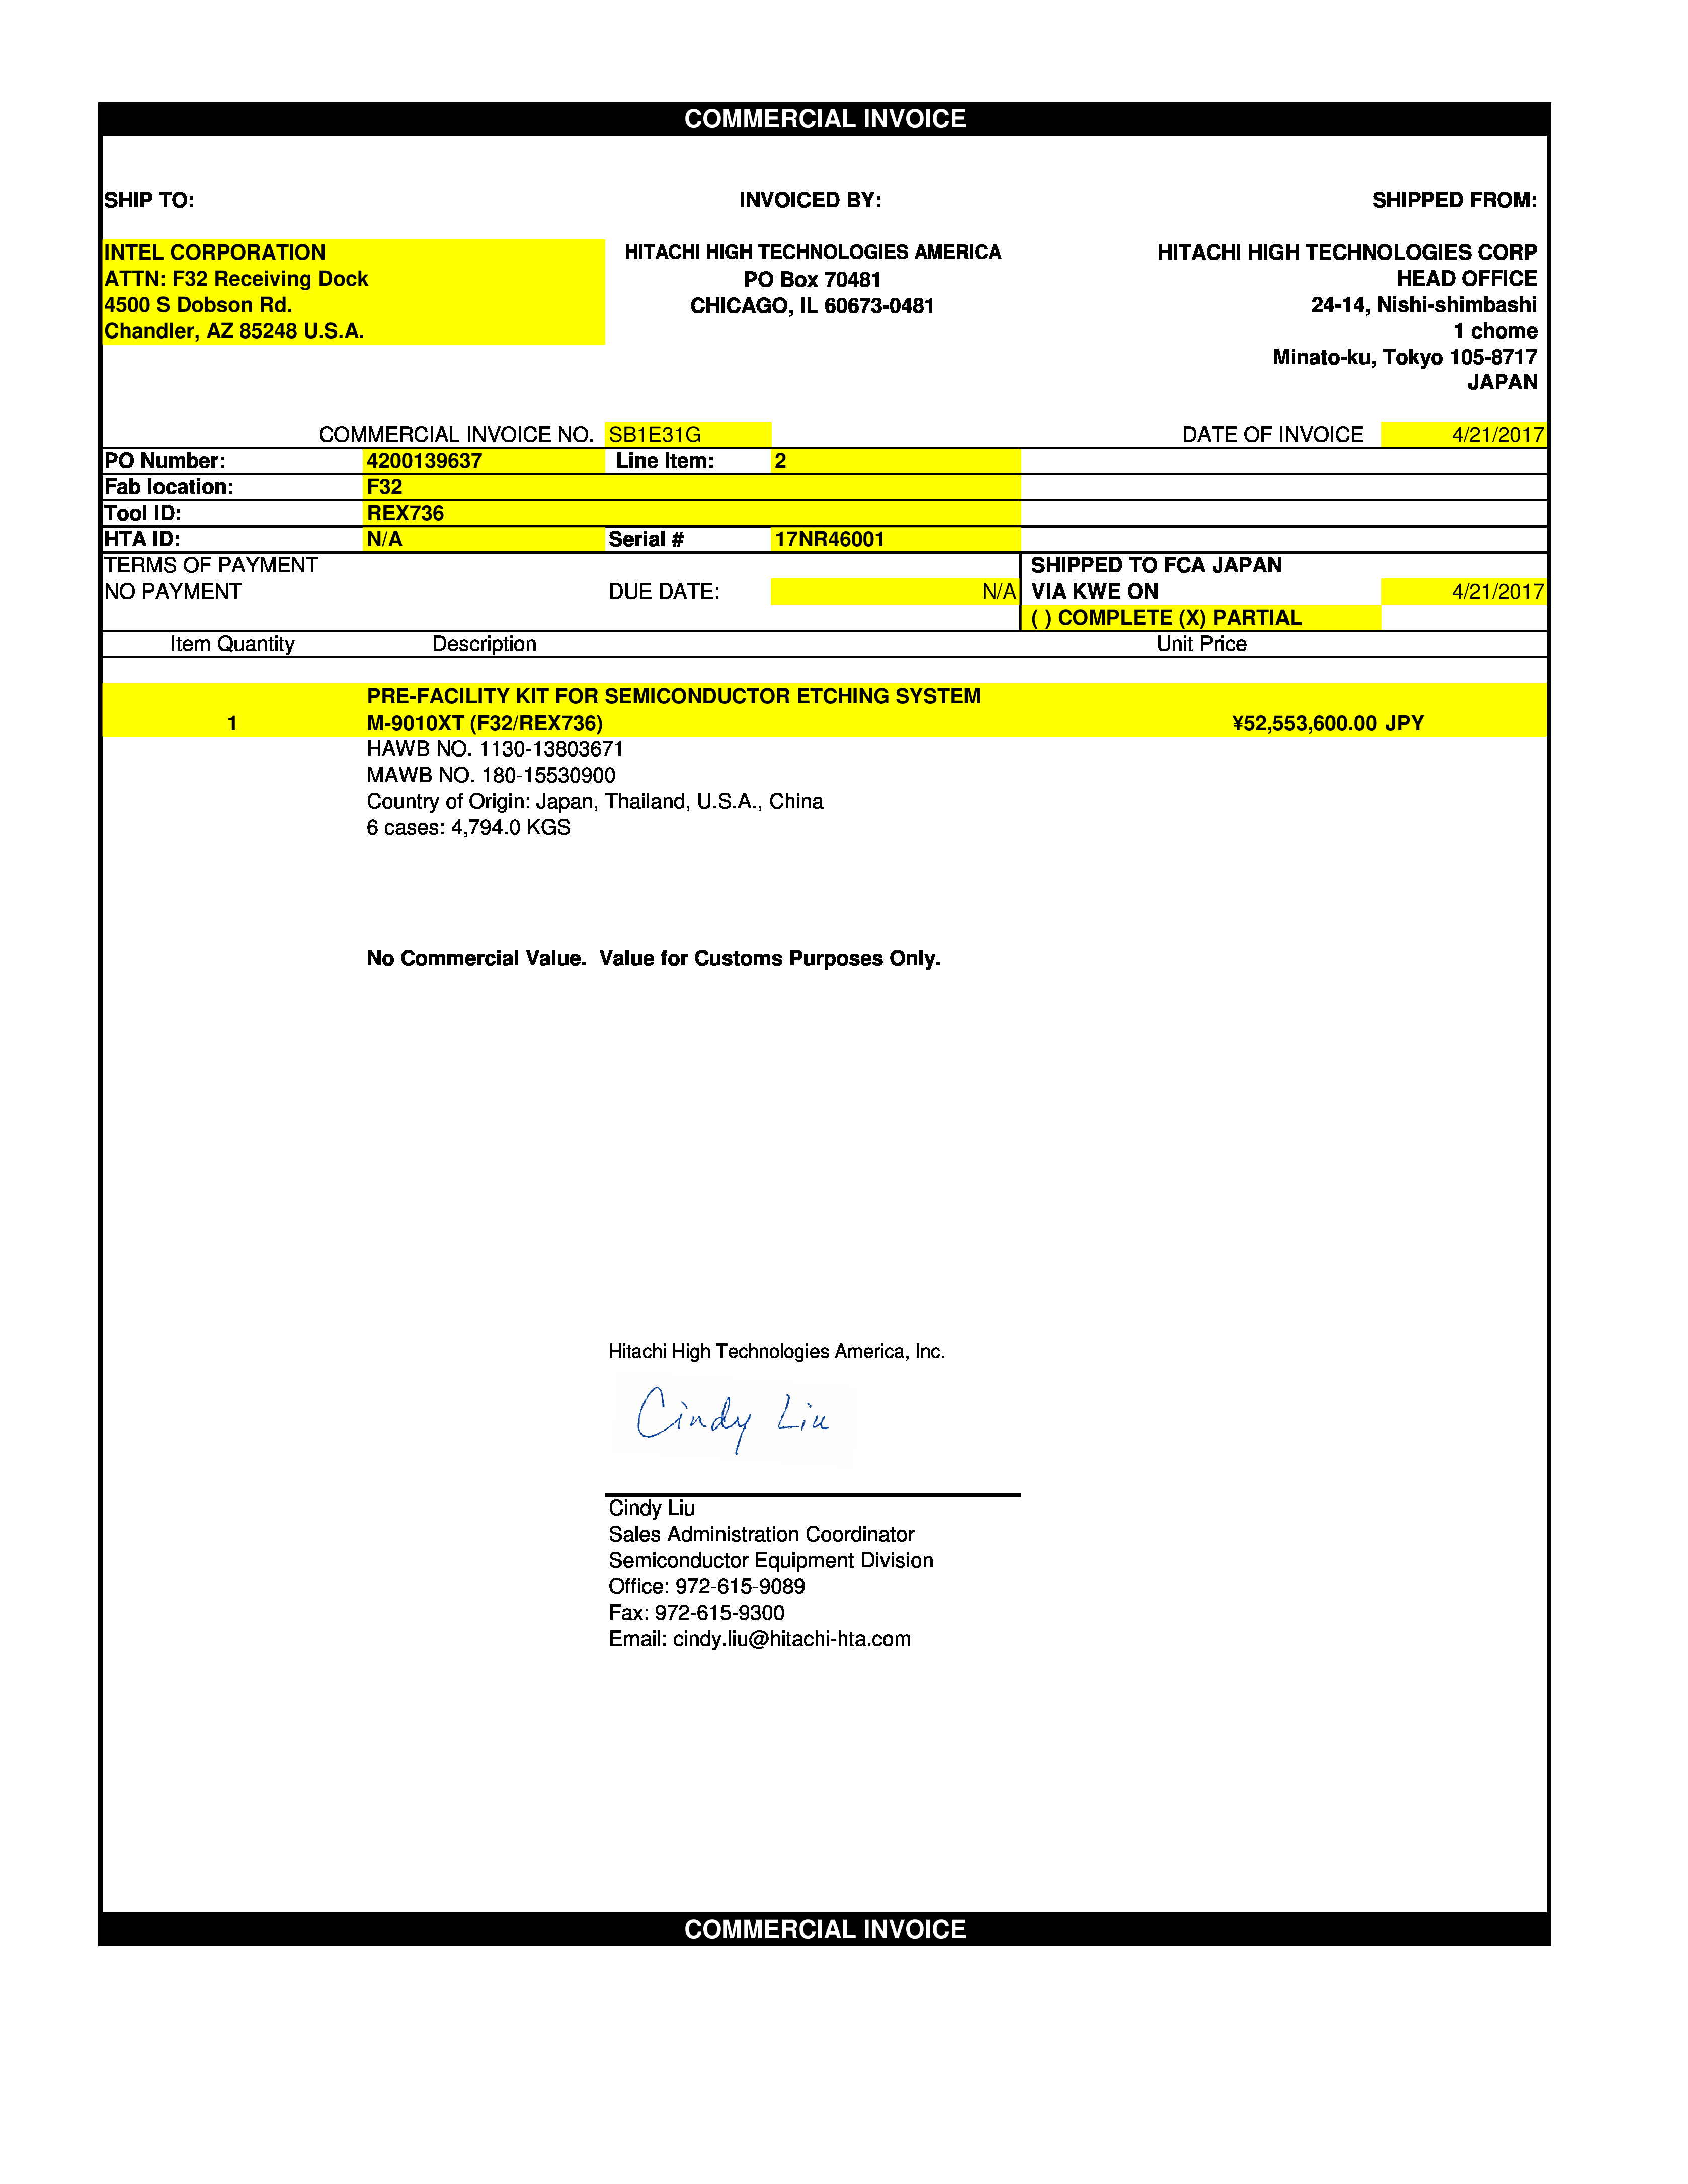 COMMERCIAL INVOICE
SHIP TO:
INVOICED BY:
SHIPPED FROM:
INTEL CORPORATION
ATTN: F32 Receiving Dock
4500 S Dobson Rd.
Chandler, AZ 85248 U.S.A.
HITACHI HIGH TECHNOLOGIES AMERICA
PO Box 70481
CHICAGO, IL 60673-0481
HITACHI HIGH TECHNOLOGIES CORP
HEAD OFFICE
24-14, Nishi-shimbashi
1 chome
Minato-ku, Tokyo 105-8717
JAPAN
COMMERCIAL INVOICE NO. SB1E31G DATE OF INVOICE 4/21/2017
PO Number: 4200139637 Line Item: 2
Fab location: F32
Tool ID: REX736
HTA ID: N/A Serial # 17NR46001
TERMS OF PAYMENT
NO PAYMENT DUE DATE: N/A
SHIPPED TO FCA JAPAN
VIA KWE ON 4/21/2017
( ) COMPLETE (X) PARTIAL
Item Quantity Description Unit Price
PRE-FACILITY KIT FOR SEMICONDUCTOR ETCHING SYSTEM
1 M-9010XT (F32/REX736) ¥52,553,600.00 JPY
HAWB NO. 1130-13803671
MAWB NO. 180-15530900
Country of Origin: Japan, Thailand, U.S.A., China
6 cases: 4,794.0 KGS
No Commercial Value. Value for Customs Purposes Only.
Hitachi High Technologies America, Inc.
Cindy Liu
Cindy Liu
Sales Administration Coordinator
Semiconductor Equipment Division
Office: 972-615-9089
Fax: 972-615-9300
Email: cindy.liu@hitachi-hta.com
COMMERCIAL INVOICE